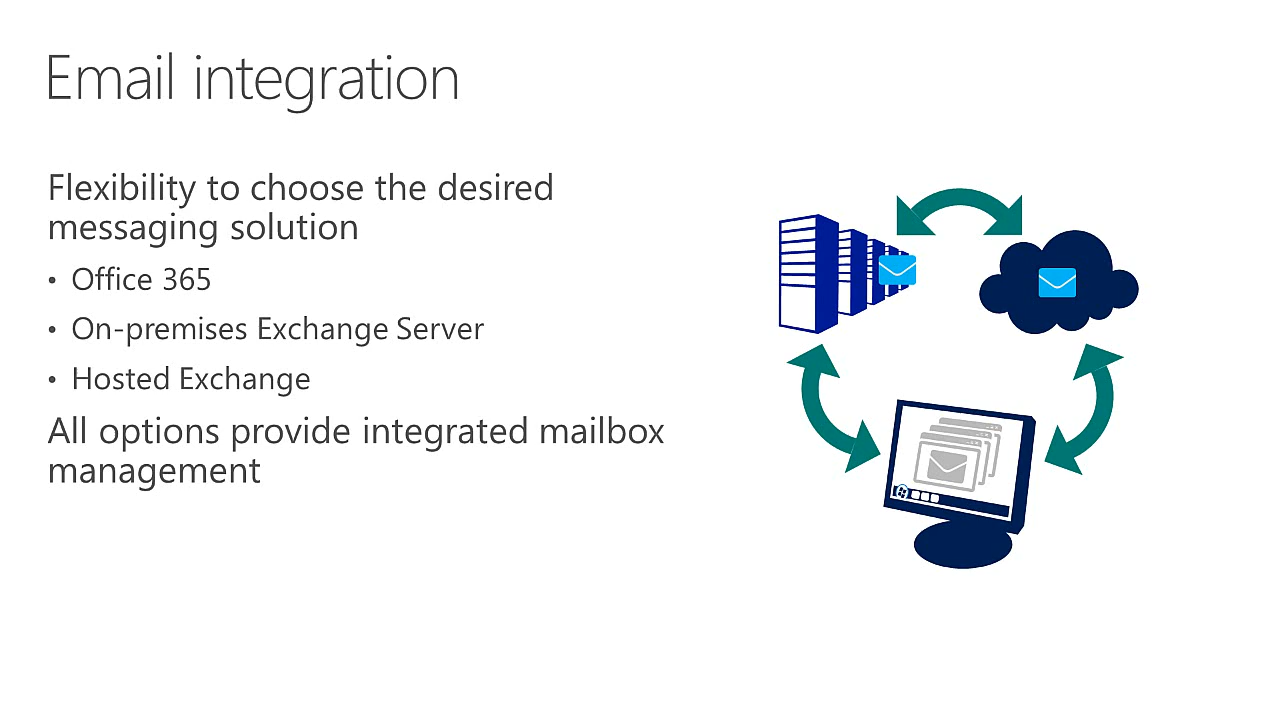 Email integration
Flexibility to choose the desired
messaging solution
• Office 365
• On-premises Exchange Server
• Hosted Exchange
All options provide integrated mailbox
management